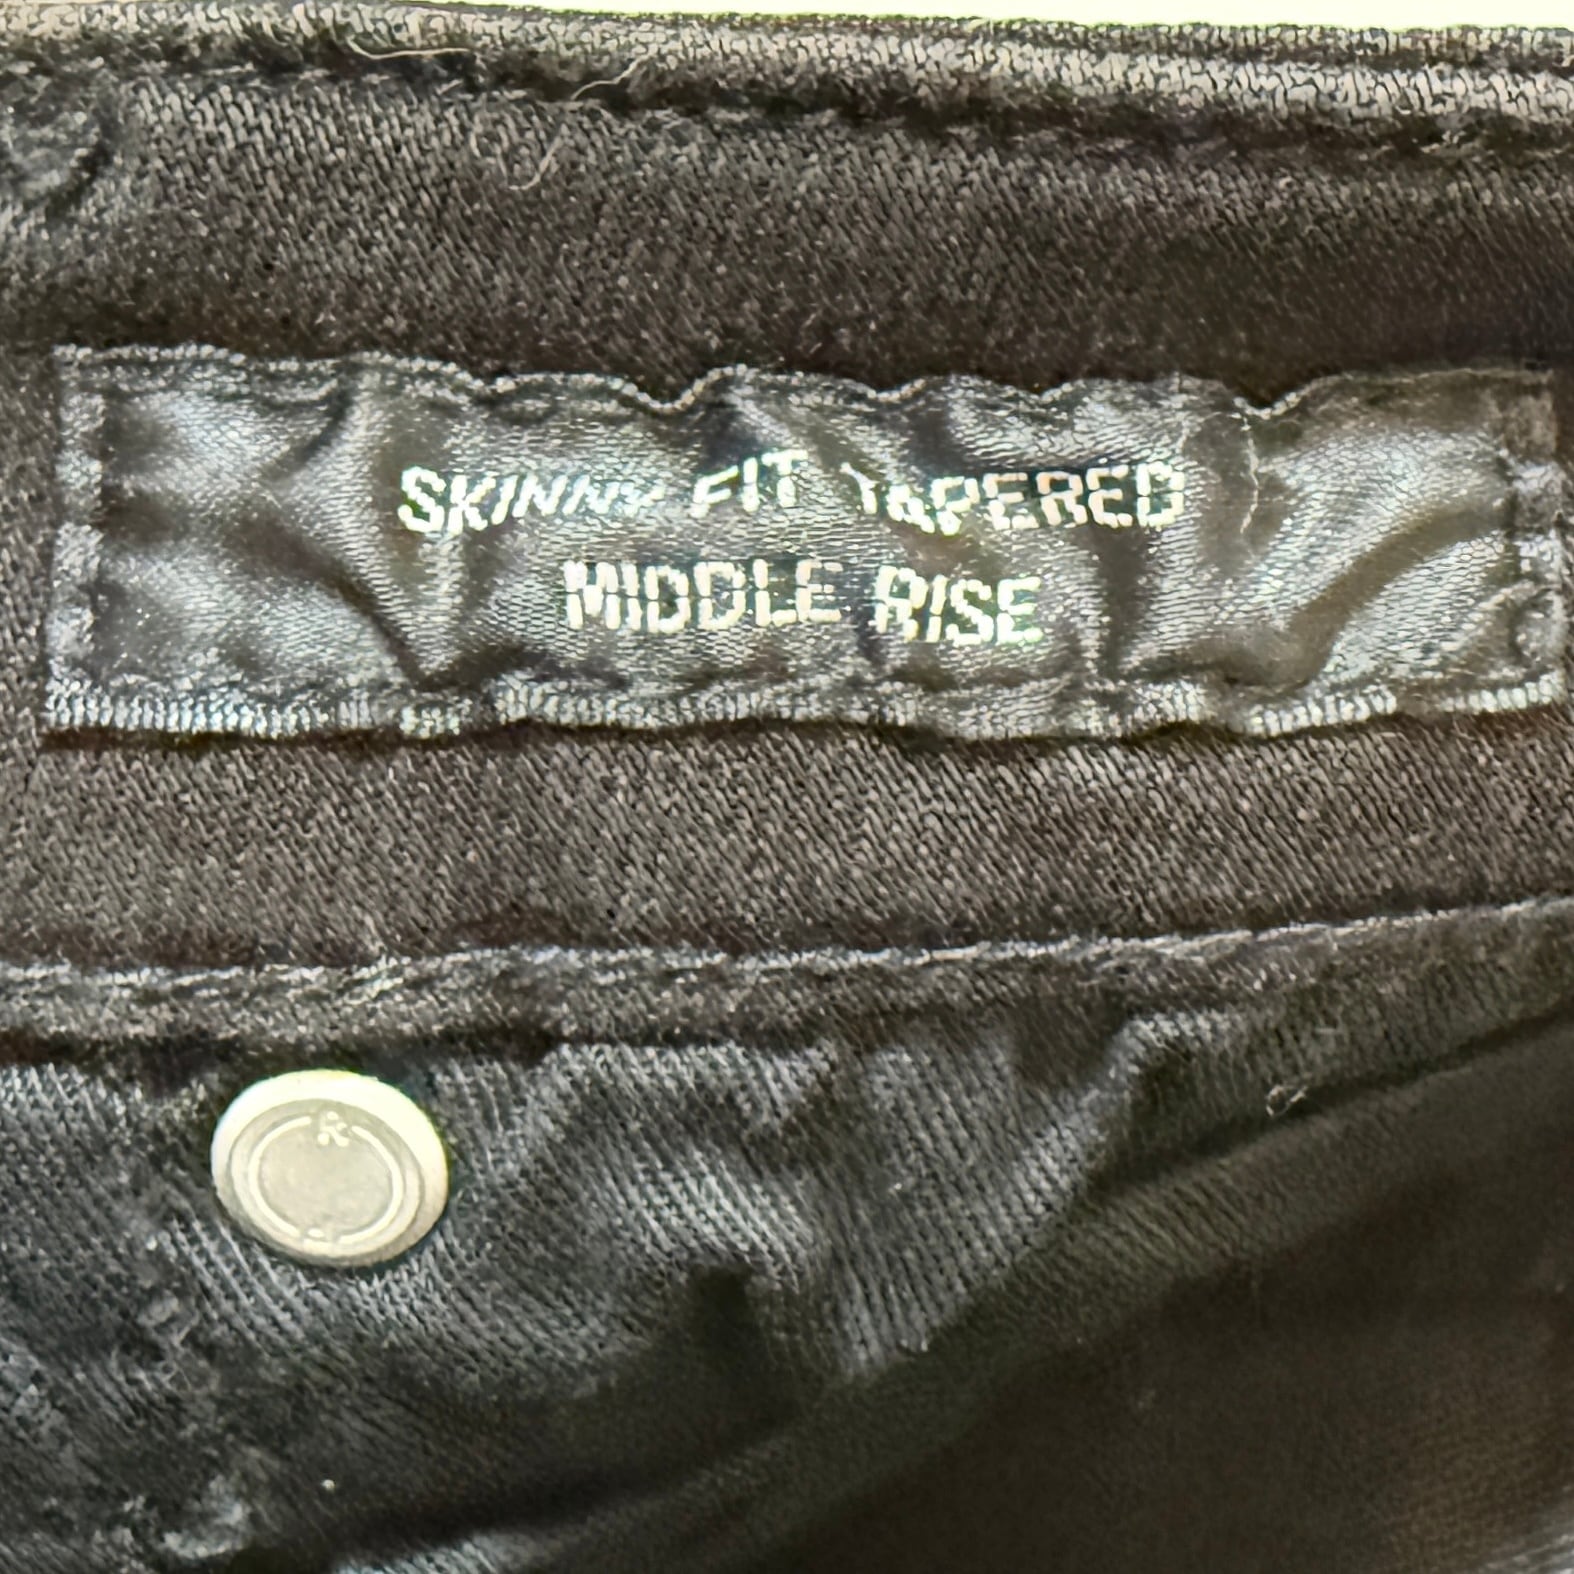 SKINNY FIT TAPERED
MIDDLE RISE
R